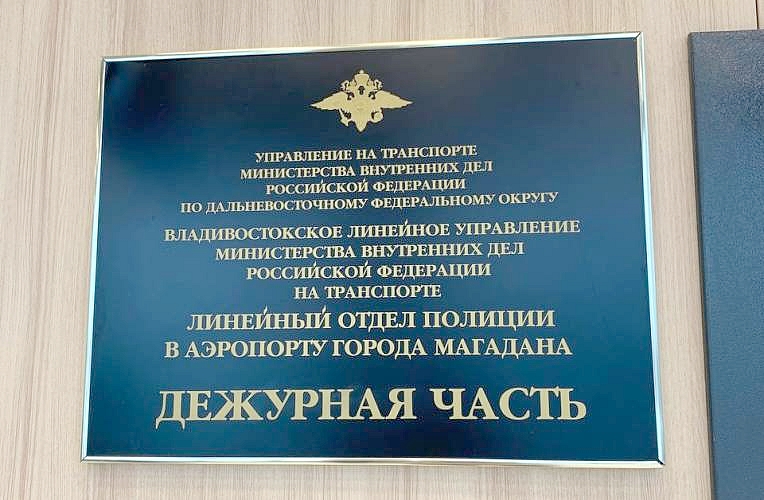 УПРАВЛЕНИЕ НА ТРАНСПОРТЕ
МИНИСТЕРСТВА ВНУТРЕННИХ ДЕЛ
РОССИЙСКОЙ ФЕДЕРАЦИИ
ПО ДАЛЬНЕВОСТОЧНОМУ ФЕДЕРАЛЬНОМУ ОКРУГУ
ВЛАДИВОСТОКСКОЕ ЛИНЕЙНОЕ УПРАВЛЕНИЕ
МИНИСТЕРСТВА ВНУТРЕННИХ ДЕЛ
РОССИЙСКОЙ ФЕДЕРАЦИИ
НА ТРАНСПОРТЕ
ЛИНЕЙНЫЙ ОТДЕЛ ПОЛИЦИИ
В АЭРОПОРТУ ГОРОДА МАГАДАНА
ДЕЖУРНАЯ ЧАСТЬ